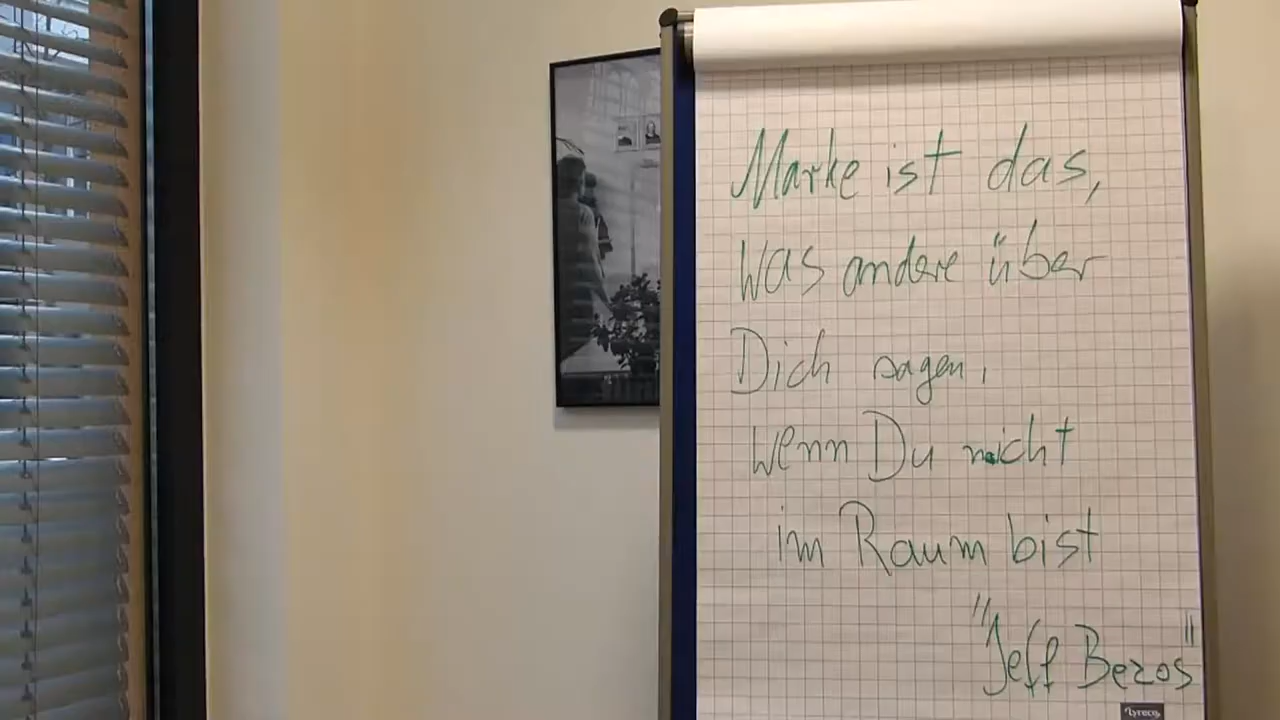 Marke ist das,
Was andere über
Dich sagen,
Wenn Du nicht
im Raum bist
"Jeff Bezos"
Lyreco